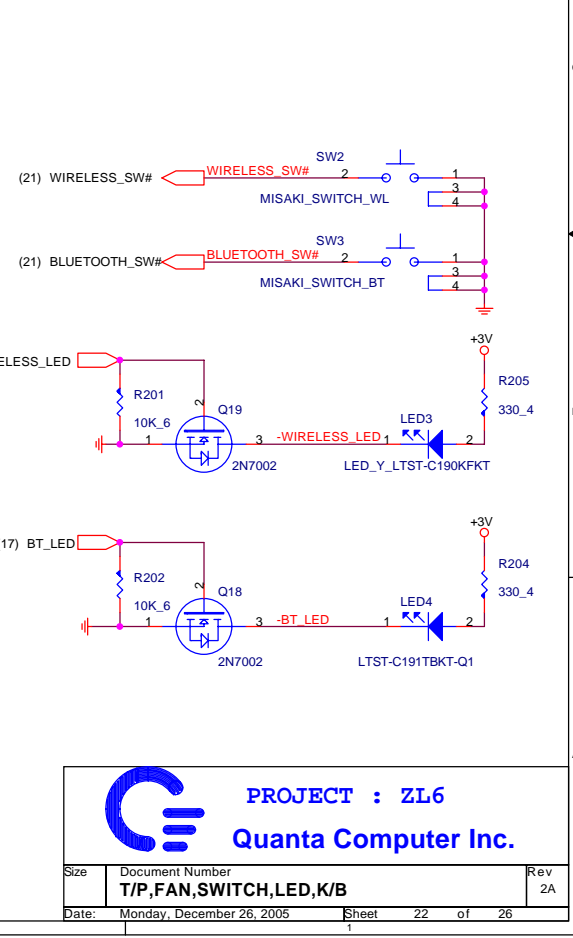 SW2
(21) WIRELESS_SW# WIRELESS_SW# 2 1
3
4
MISAKI_SWITCH_WL
SW3
(21) BLUETOOTH_SW# BLUETOOTH_SW# 2 1
3
4
MISAKI_SWITCH_BT
+3V
ELESS_LED
R205
330_4
R201
10K_6
2
Q19
LED3
1 3 -WIRELESS_LED 1 2
2N7002
LED_Y_LTST-C190KFKT
+3V
17) BT_LED
R204
330_4
R202
10K_6
2
Q18
LED4
1 3 -BT_LED 1 2
2N7002
LTST-C191TBKT-Q1
PROJECT : ZL6
Quanta Computer Inc.
Size Document Number Rev
T/P,FAN,SWITCH,LED,K/B 2A
Date: Monday, December 26, 2005 Sheet 22 of 26
1